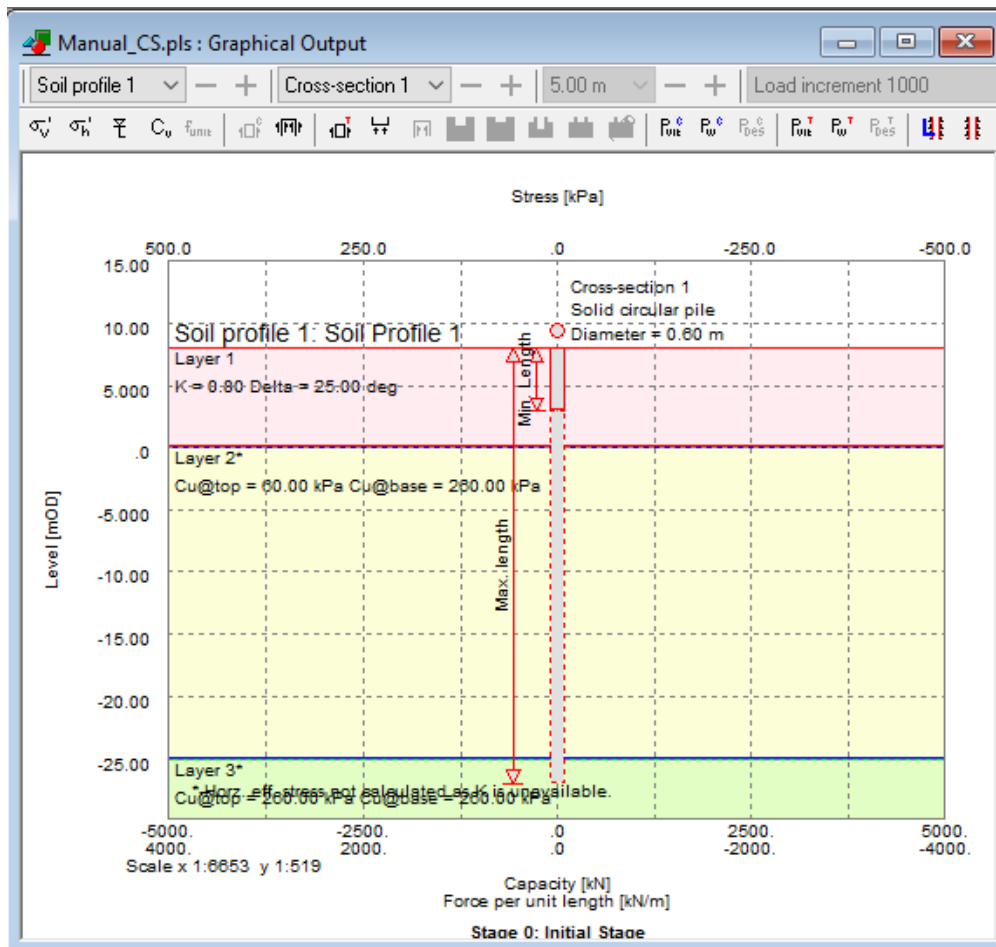 Manual_CS.pls : Graphical Output
Soil profile 1 Cross-section 1 5.00 m Load increment 1000
Stress [kPa]
500.0 250.0 .0 -250.0 -500.0
15.00
Cross-section 1
Solid circular pile
10.00
Soil profile 1: Soil Profile 1
Diameter = 0.60 m
Layer 1
Min. Length
K = 0.80 Delta = 25.00 deg
5.000
.0
Layer 2*
Cu@top = 60.00 kPa Cu@base = 260.00 kPa
-5.000
Level [mOD]
Max. length
-10.00
-15.00
-20.00
-25.00
Layer 3*
* Horz. eff. stress not calculated as K is unavailable.
Cu@top = 260.00 kPa Cu@base = 260.00 kPa
-5000. -2500. .0 2500. 5000.
4000. 2000. .0 -2000. -4000.
Scale x 1:6653 y 1:519
Capacity [kN]
Force per unit length [kN/m]
Stage 0: Initial Stage